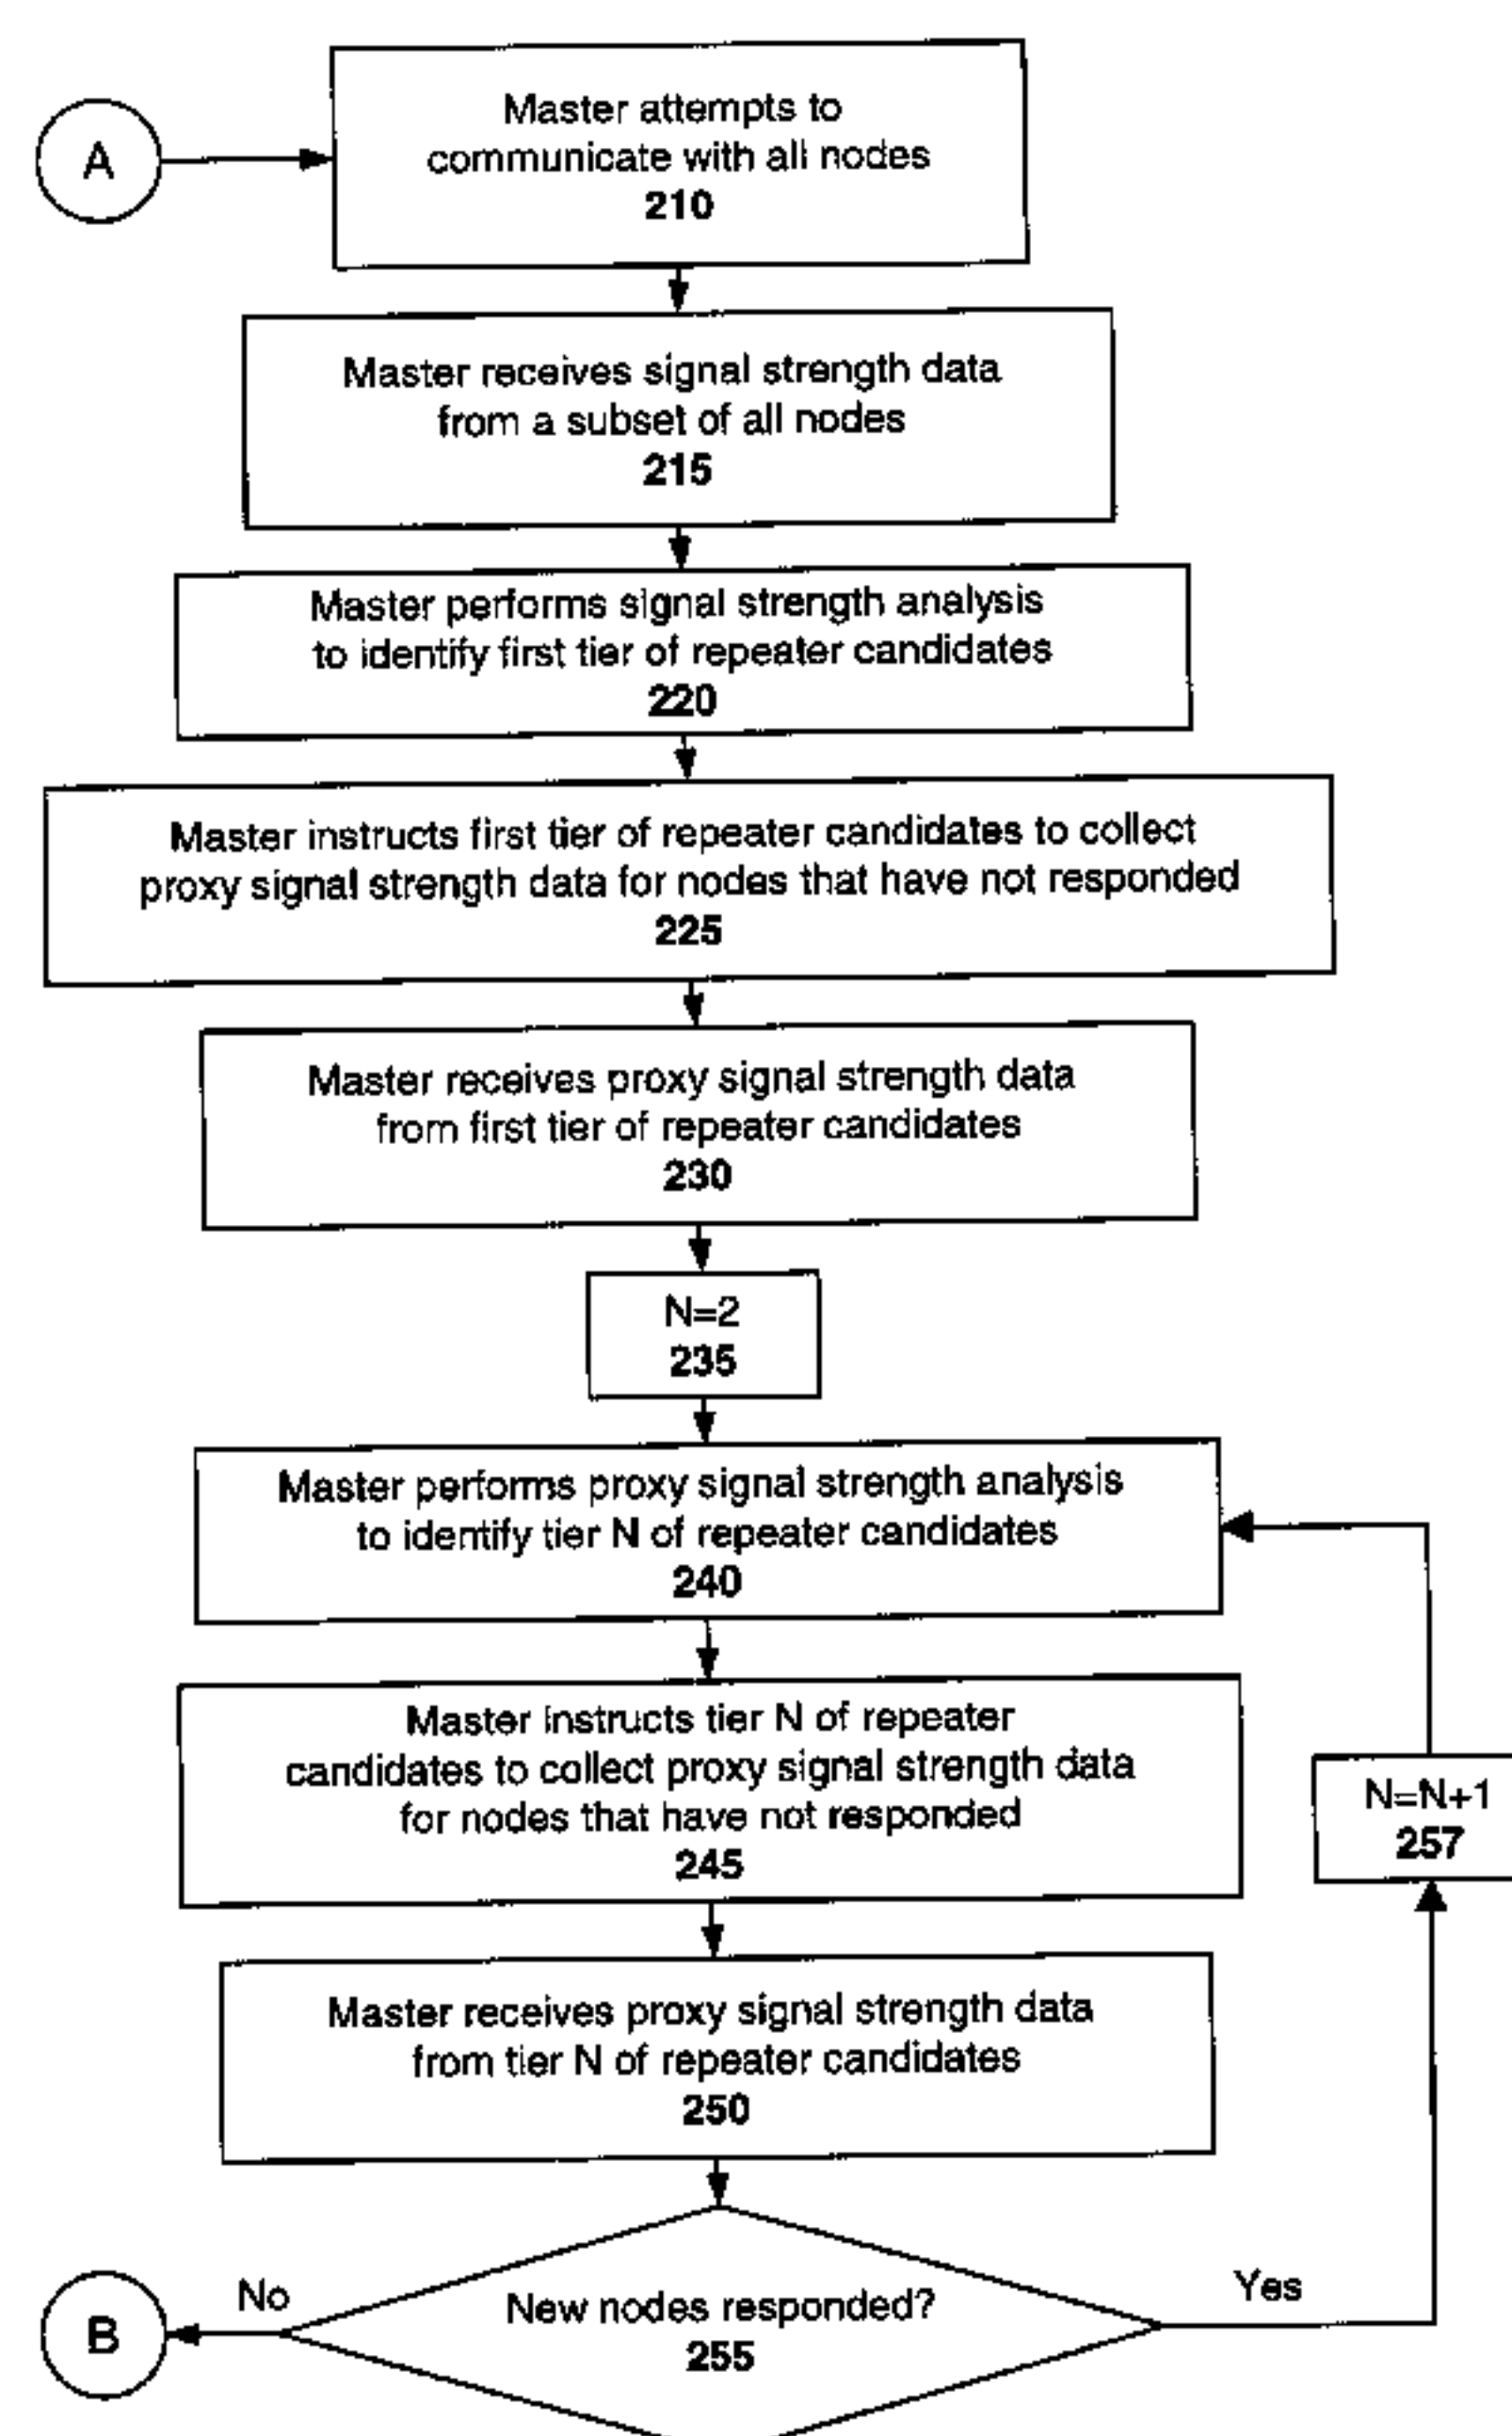 A
Master attempts to
communicate with all nodes
210
Master receives signal strength data
from a subset of all nodes
215
Master performs signal strength analysis
to identify first tier of repeater candidates
220
Master instructs first tier of repeater candidates to collect
proxy signal strength data for nodes that have not responded
225
Master receives proxy signal strength data
from first tier of repeater candidates
230
N=2
235
Master performs proxy signal strength analysis
to identify tier N of repeater candidates
240
Master instructs tier N of repeater
candidates to collect proxy signal strength data
for nodes that have not responded
245
N=N+1
257
Master receives proxy signal strength data
from tier N of repeater candidates
250
No
Yes
New nodes responded?
255
B